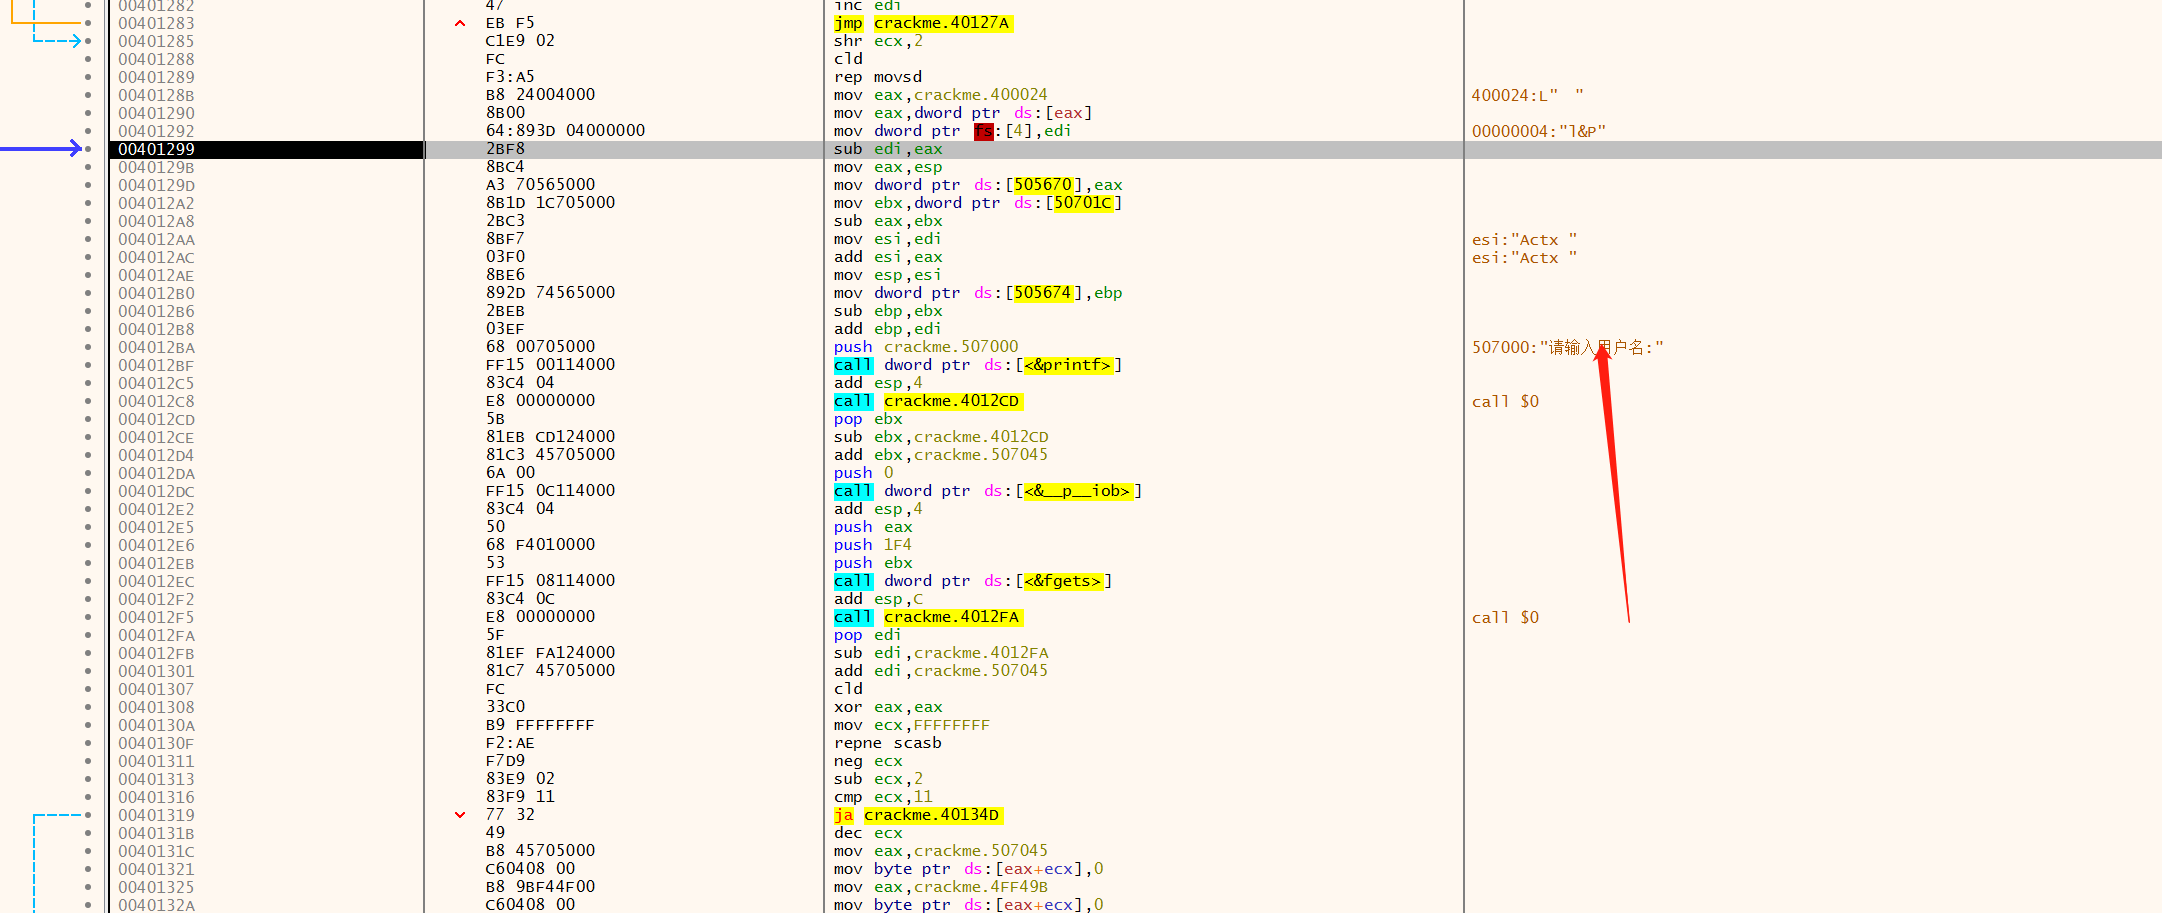 00401282 47 inc edi
00401283 EB F5 jmp crackme.40127A
00401285 C1E9 02 shr ecx,2
00401288 FC cld
00401289 F3:A5 rep movsd
0040128B B8 24004000 mov eax,crackme.400024 400024:L"  "
00401290 8B00 mov eax,dword ptr ds:[eax]
00401292 64:893D 04000000 mov dword ptr fs:[4],edi 00000004:"l&P"
00401299 2BF8 sub edi,eax
0040129B 8BC4 mov eax,esp
0040129D A3 70565000 mov dword ptr ds:[505670],eax
004012A2 8B1D 1C705000 mov ebx,dword ptr ds:[50701C]
004012A8 2BC3 sub eax,ebx
004012AA 8BF7 mov esi,edi esi:"Actx "
004012AC 03F0 add esi,eax esi:"Actx "
004012AE 8BE6 mov esp,esi
004012B0 892D 74565000 mov dword ptr ds:[505674],ebp
004012B6 2BEB sub ebp,ebx
004012B8 03EF add ebp,edi
004012BA 68 00705000 push crackme.507000 507000:"请输入用户名:"
004012BF FF15 00114000 call dword ptr ds:[<&printf>]
004012C5 83C4 04 add esp,4
004012C8 E8 00000000 call crackme.4012CD call $0
004012CD 5B pop ebx
004012CE 81EB CD124000 sub ebx,crackme.4012CD
004012D4 81C3 45705000 add ebx,crackme.507045
004012DA 6A 00 push 0
004012DC FF15 0C114000 call dword ptr ds:[<&__p__iob>]
004012E2 83C4 04 add esp,4
004012E5 50 push eax
004012E6 68 F4010000 push 1F4
004012EB 53 push ebx
004012EC FF15 08114000 call dword ptr ds:[<&fgets>]
004012F2 83C4 0C add esp,C
004012F5 E8 00000000 call crackme.4012FA call $0
004012FA 5F pop edi
004012FB 81EF FA124000 sub edi,crackme.4012FA
00401301 81C7 45705000 add edi,crackme.507045
00401307 FC cld
00401308 33C0 xor eax,eax
0040130A B9 FFFFFFFF mov ecx,FFFFFFFF
0040130F F2:AE repne scasb
00401311 F7D9 neg ecx
00401313 83E9 02 sub ecx,2
00401316 83F9 11 cmp ecx,11
00401319 77 32 ja crackme.40134D
0040131B 49 dec ecx
0040131C B8 45705000 mov eax,crackme.507045
00401321 C60408 00 mov byte ptr ds:[eax+ecx],0
00401325 B8 9BF44F00 mov eax,crackme.4FF49B
0040132A C60408 00 mov byte ptr ds:[eax+ecx],0